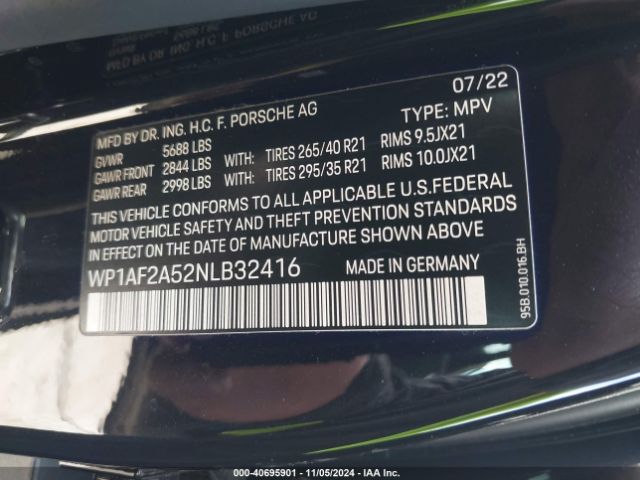 07/22
MFD BY DR. ING. H.C. F. PORSCHE AG
TYPE: MPV
GVWR 5688 LBS
GAWR FRONT 2844 LBS WITH: TIRES 265/40 R21 RIMS 9.5JX21
GAWR REAR 2998 LBS WITH: TIRES 295/35 R21 RIMS 10.0JX21
THIS VEHICLE CONFORMS TO ALL APPLICABLE U.S.FEDERAL
MOTOR VEHICLE SAFETY AND THEFT PREVENTION STANDARDS
IN EFFECT ON THE DATE OF MANUFACTURE SHOWN ABOVE
WP1AF2A52NLB32416 MADE IN GERMANY
95B.010.016.BH
000-40695901 - 11/05/2024 - IAA Inc.